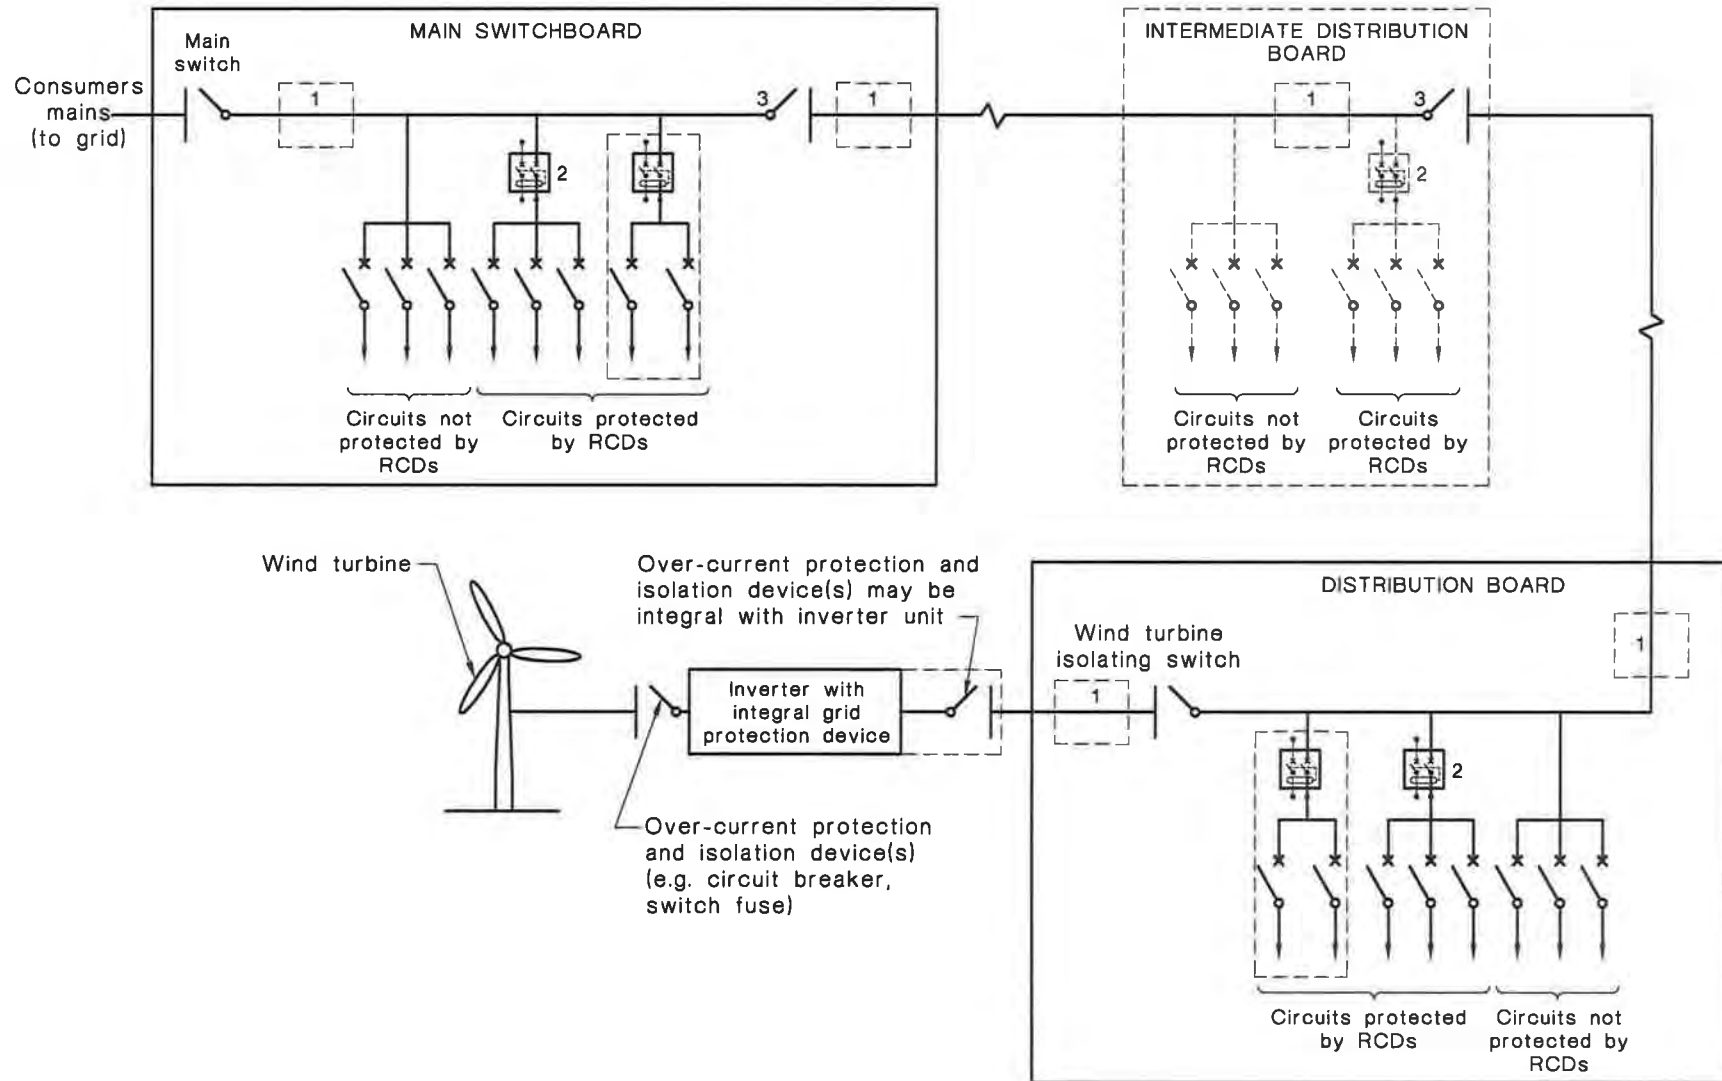 MAIN SWITCHBOARD
Main
switch
Consumers
mains
(to grid)
1
3
1
2
Circuits not
protected by
RCDs
Circuits protected
by RCDs
INTERMEDIATE DISTRIBUTION
BOARD
1
3
2
Circuits not
protected by
RCDs
Circuits
protected by
RCDs
Wind turbine
Over-current protection and
isolation device(s) may be
integral with inverter unit
Inverter with
integral grid
protection device
Over-current protection
and isolation device(s)
(e.g. circuit breaker,
switch fuse)
DISTRIBUTION BOARD
Wind turbine
isolating switch
1
1
2
Circuits protected
by RCDs
Circuits not
protected by
RCDs